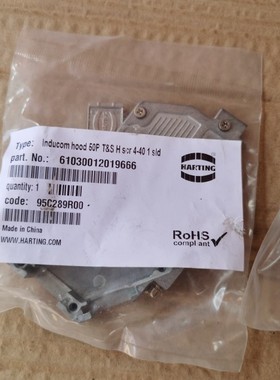 Type: Inducom hood 50P T&S H scr 4-40 1 sld
part. No.: 61030012019666
HARTING
quantity: 1
code: 95C289R00
WWW.HARTING.COM
Made in China
RoHS
compliant